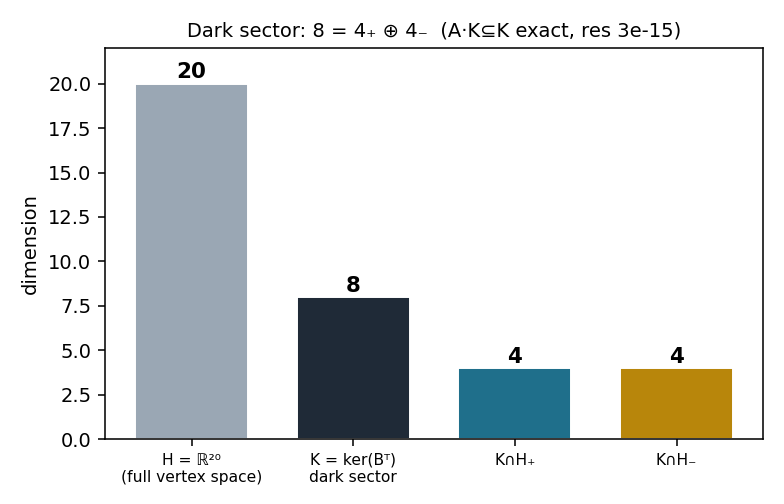 Dark sector: 8 = 4₊ ⊕ 4₋  (A·K⊆K exact, res 3e-15)
20
8
4
4
dimension
20.0
17.5
15.0
12.5
10.0
7.5
5.0
2.5
0.0
H = ℝ²⁰
(full vertex space)
K = ker(Bᵀ)
dark sector
K∩H₊
K∩H₋